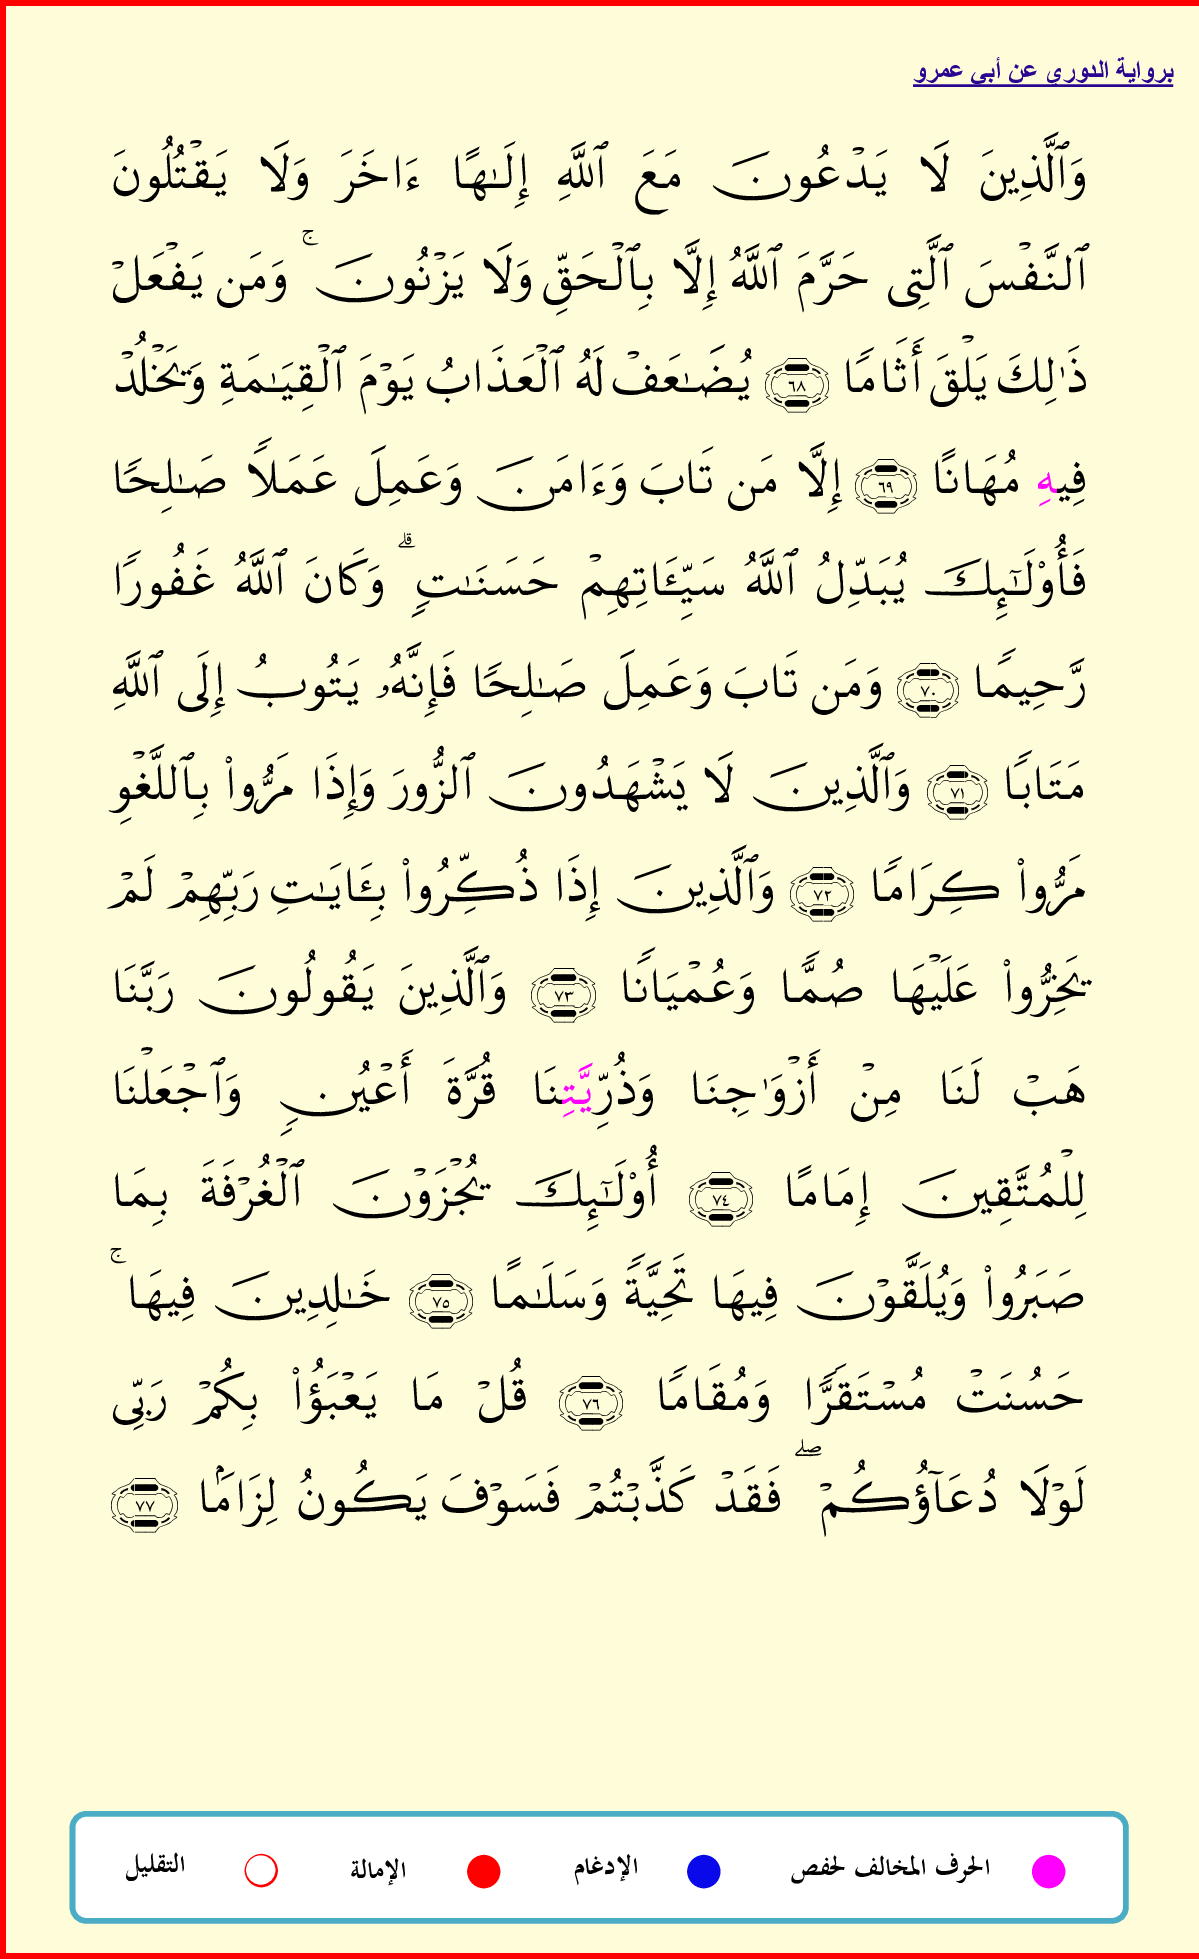 برواية الدوري عن أبي عمرو
وَٱلَّذِينَ لَا يَدْعُونَ مَعَ ٱللَّهِ إِلَـٰهًا ءَاخَرَ وَلَا يَقْتُلُونَ
ٱلنَّفْسَ ٱلَّتِى حَرَّمَ ٱللَّهُ إِلَّا بِٱلْحَقِّ وَلَا يَزْنُونَ ۚ وَمَن يَفْعَلْ
ذَٰلِكَ يَلْقَ أَثَامًا ٦٨ يُضَـٰعَفْ لَهُ ٱلْعَذَابُ يَوْمَ ٱلْقِيَـٰمَةِ وَيَخْلُدْ
فِيهِ مُهَانًا ٦٩ إِلَّا مَن تَابَ وَءَامَنَ وَعَمِلَ عَمَلًا صَـٰلِحًا
فَأُوْلَـٰٓئِكَ يُبَدِّلُ ٱللَّهُ سَيِّـَٔاتِهِمْ حَسَنَـٰتٍ ۗ وَكَانَ ٱللَّهُ غَفُورًا
رَّحِيمًا ٧٠ وَمَن تَابَ وَعَمِلَ صَـٰلِحًا فَإِنَّهُۥ يَتُوبُ إِلَى ٱللَّهِ
مَتَابًا ٧١ وَٱلَّذِينَ لَا يَشْهَدُونَ ٱلزُّورَ وَإِذَا مَرُّوا۟ بِٱللَّغْوِ
مَرُّوا۟ كِرَامًا ٧٢ وَٱلَّذِينَ إِذَا ذُكِّرُوا۟ بِـَٔايَـٰتِ رَبِّهِمْ لَمْ
يَخِرُّوا۟ عَلَيْهَا صُمًّا وَعُمْيَانًا ٧٣ وَٱلَّذِينَ يَقُولُونَ رَبَّنَا
هَبْ لَنَا مِنْ أَزْوَٰجِنَا وَذُرِّيَّتِنَا قُرَّةَ أَعْيُنٍ وَٱجْعَلْنَا
لِلْمُتَّقِينَ إِمَامًا ٧٤ أُوْلَـٰٓئِكَ يُجْزَوْنَ ٱلْغُرْفَةَ بِمَا
صَبَرُوا۟ وَيُلَقَّوْنَ فِيهَا تَحِيَّةً وَسَلَـٰمًا ٧٥ خَـٰلِدِينَ فِيهَا ۚ
حَسُنَتْ مُسْتَقَرًّا وَمُقَامًا ٧٦ قُلْ مَا يَعْبَؤُا۟ بِكُمْ رَبِّى
لَوْلَا دُعَآؤُكُمْ ۖ فَقَدْ كَذَّبْتُمْ فَسَوْفَ يَكُونُ لِزَامًۢا ٧٧
الحرف المخالف لحفص الإدغام الإمالة التقليل